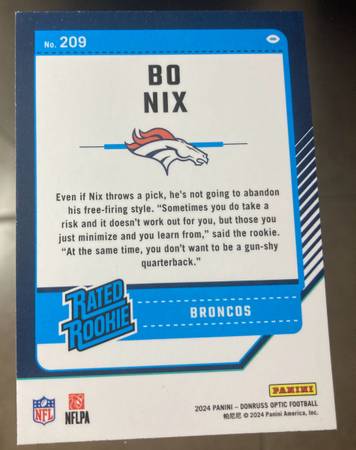 No. 209
BO
NIX
Even if Nix throws a pick, he's not going to abandon
his free-firing style. "Sometimes you do take a
risk and it doesn't work out for you, but those you
just minimize and you learn from," said the rookie.
"At the same time, you don't want to be a gun-shy
quarterback."
RATED
ROOKIE
BRONCOS
NFL
NFLPA
PANINI
2024 PANINI – DONRUSS OPTIC FOOTBALL
帕尼尼 © 2024 Panini America, Inc.